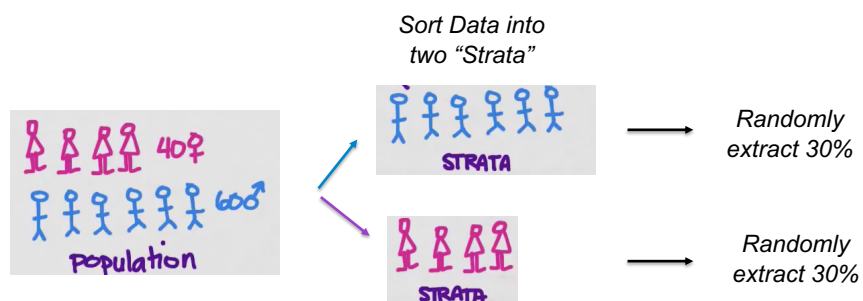 Sort Data into
two “Strata”
40♀
60♂
population
STRATA
Randomly
extract 30%
STRATA
Randomly
extract 30%